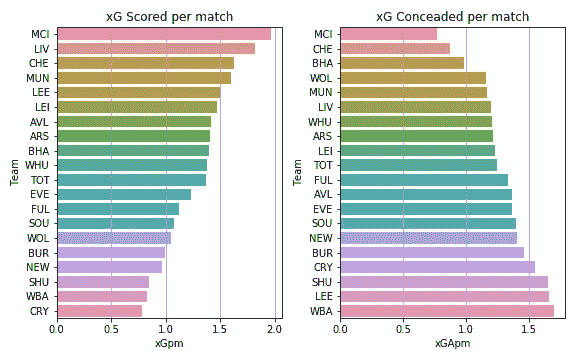 xG Scored per match
MCI
LIV
CHE
MUN
LEE
LEI
AVL
ARS
BHA
WHU
TOT
EVE
FUL
SOU
WOL
BUR
NEW
SHU
WBA
CRY
Team
0.0 0.5 1.0 1.5 2.0
xGpm
xG Conceaded per match
MCI
CHE
BHA
WOL
MUN
LIV
WHU
ARS
LEI
TOT
FUL
AVL
EVE
SOU
NEW
BUR
CRY
SHU
LEE
WBA
Team
0.0 0.5 1.0 1.5
xGApm